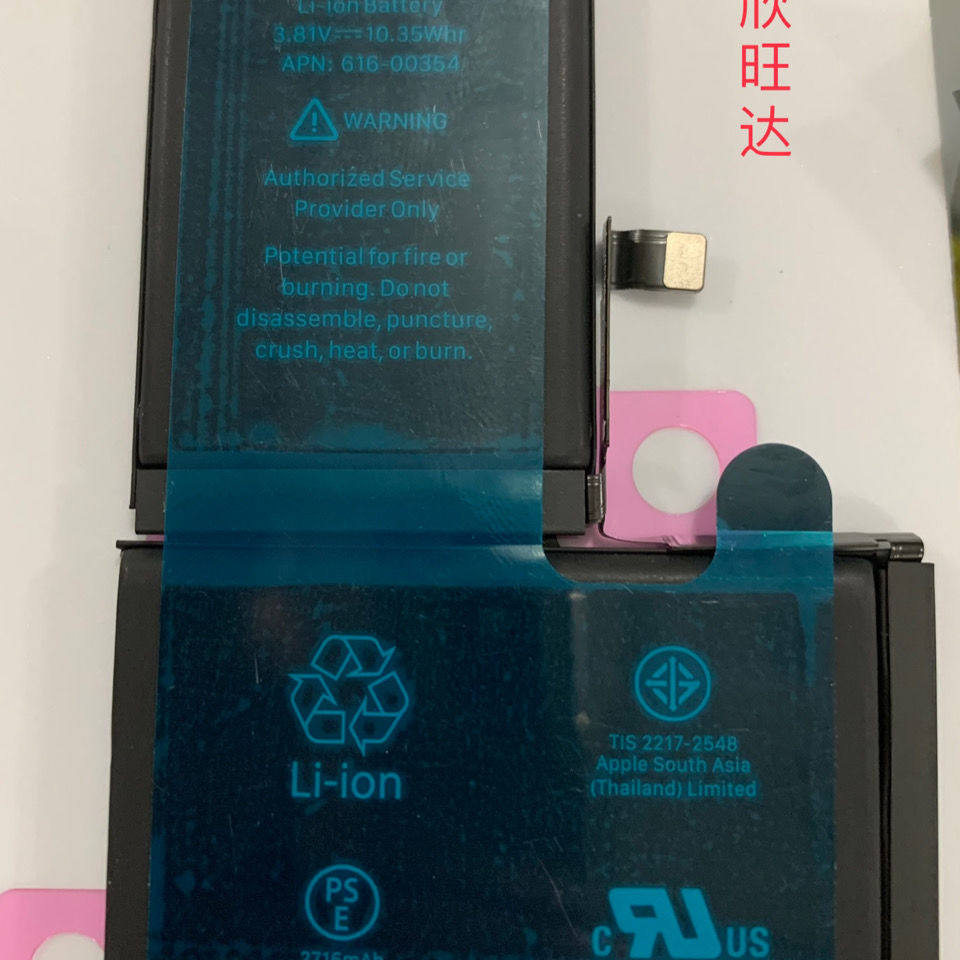 Li-ion Battery
3.81V⎓10.35Whr
APN: 616-00354
WARNING
Authorized Service
Provider Only
Potential for fire or
burning. Do not
disassemble, puncture,
crush, heat, or burn.
欣
旺
达
Li-ion
TIS 2217-2548
Apple South Asia
(Thailand) Limited
PS
E
2716mAh
C RU US